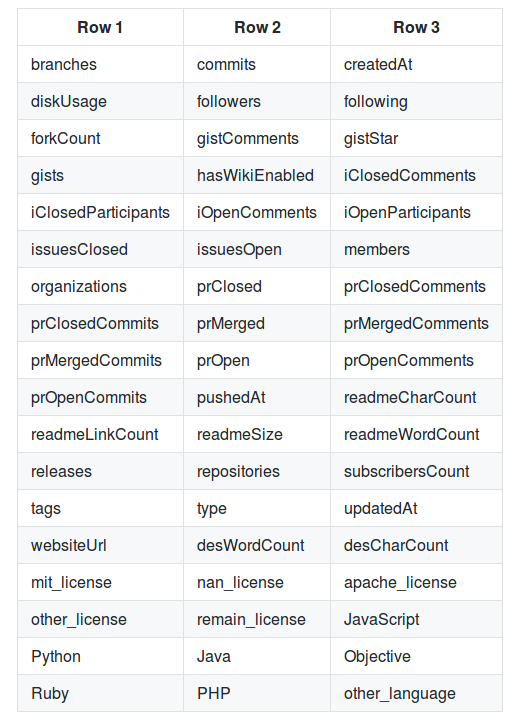 Row 1 Row 2 Row 3
branches commits createdAt
diskUsage followers following
forkCount gistComments gistStar
gists hasWikiEnabled iClosedComments
iClosedParticipants iOpenComments iOpenParticipants
issuesClosed issuesOpen members
organizations prClosed prClosedComments
prClosedCommits prMerged prMergedComments
prMergedCommits prOpen prOpenComments
prOpenCommits pushedAt readmeCharCount
readmeLinkCount readmeSize readmeWordCount
releases repositories subscribersCount
tags type updatedAt
websiteUrl desWordCount desCharCount
mit_license nan_license apache_license
other_license remain_license JavaScript
Python Java Objective
Ruby PHP other_language